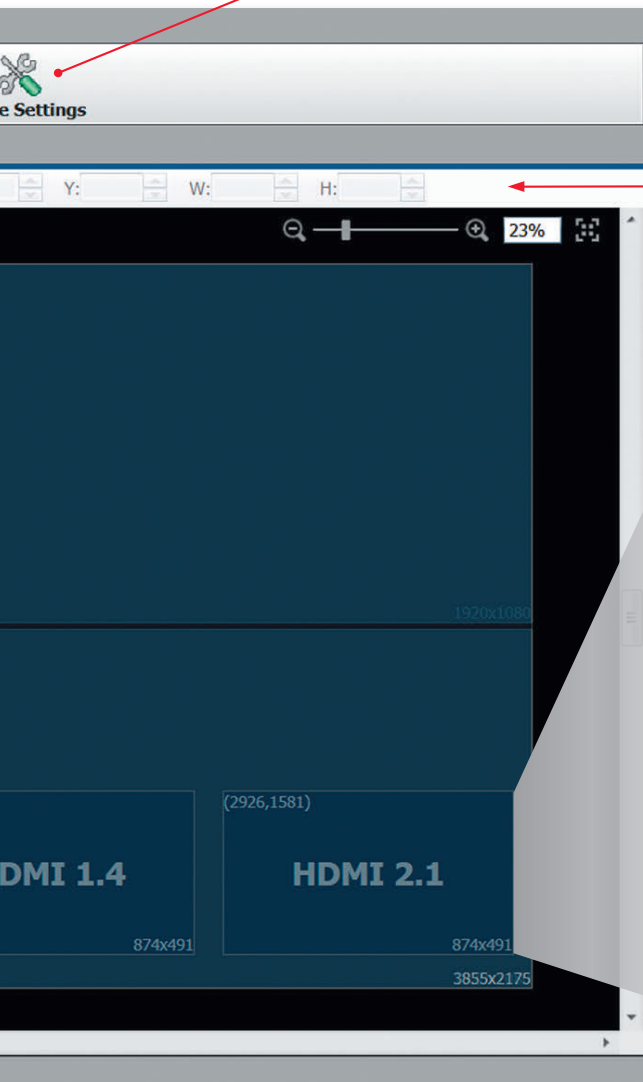 e Settings
Y: W: H:
23%
1920x1080
(2926,1581)
DMI 1.4
HDMI 2.1
874x491
874x491
3855x2175